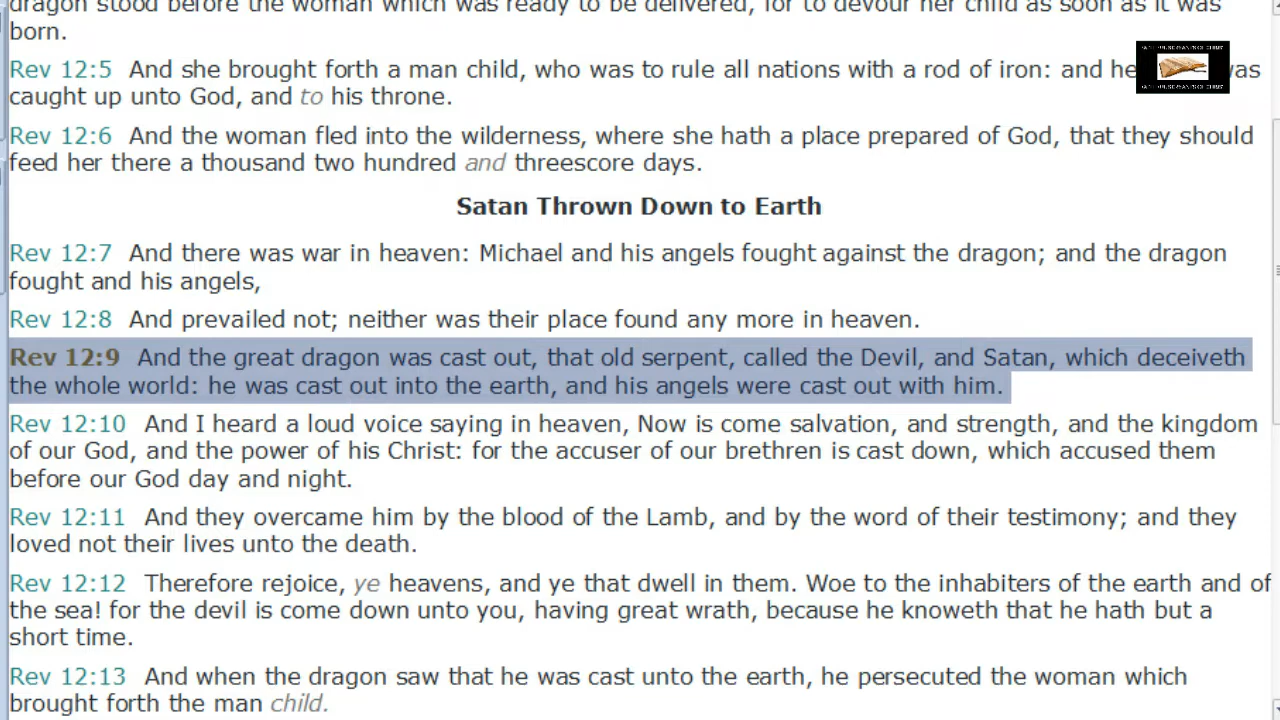 dragon stood before the woman which was ready to be delivered, for to devour her child as soon as it was
born.
Rev 12:5 And she brought forth a man child, who was to rule all nations with a rod of iron: and he was
caught up unto God, and to his throne.
Rev 12:6 And the woman fled into the wilderness, where she hath a place prepared of God, that they should
feed her there a thousand two hundred and threescore days.
Satan Thrown Down to Earth
Rev 12:7 And there was war in heaven: Michael and his angels fought against the dragon; and the dragon
fought and his angels,
Rev 12:8 And prevailed not; neither was their place found any more in heaven.
Rev 12:9 And the great dragon was cast out, that old serpent, called the Devil, and Satan, which deceiveth
the whole world: he was cast out into the earth, and his angels were cast out with him.
Rev 12:10 And I heard a loud voice saying in heaven, Now is come salvation, and strength, and the kingdom
of our God, and the power of his Christ: for the accuser of our brethren is cast down, which accused them
before our God day and night.
Rev 12:11 And they overcame him by the blood of the Lamb, and by the word of their testimony; and they
loved not their lives unto the death.
Rev 12:12 Therefore rejoice, ye heavens, and ye that dwell in them. Woe to the inhabiters of the earth and of
the sea! for the devil is come down unto you, having great wrath, because he knoweth that he hath but a
short time.
Rev 12:13 And when the dragon saw that he was cast unto the earth, he persecuted the woman which
brought forth the man child.